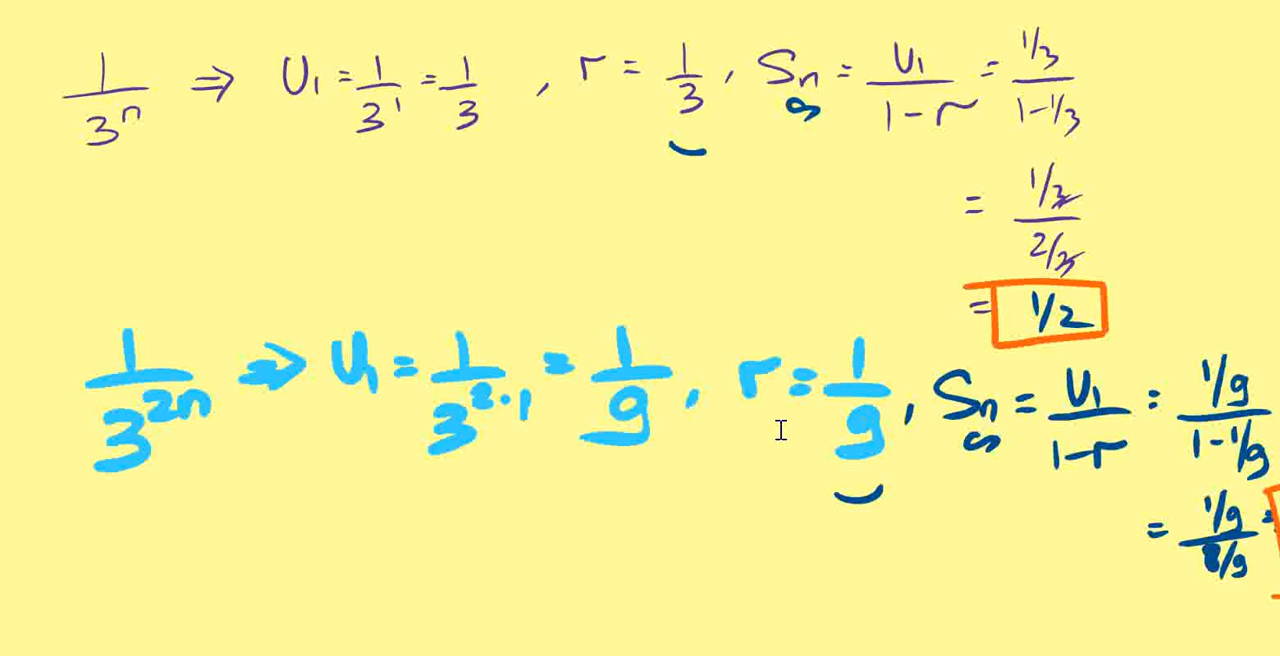 1/3^n ⇒ U₁ = 1/3^1 = 1/3 , r = 1/3 , Sn ∞ = U₁/(1-r) = (1/3)/(1-1/3)
= (1/3)/(2/3)
= 1/2
1/3^2n ⇒ U₁ = 1/3^2·1 = 1/9 , r = 1/9 , Sn ∞ = U₁/(1-r) = (1/9)/(1-1/9)
= (1/9)/(8/9) =